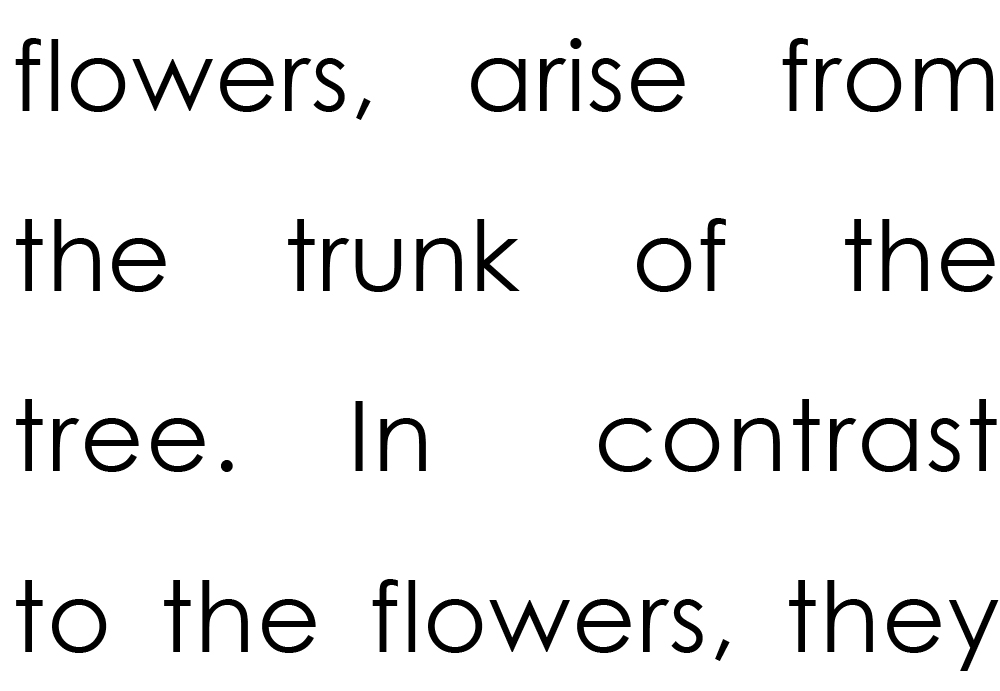 flowers, arise from
the trunk of the
tree. In contrast
to the flowers, they